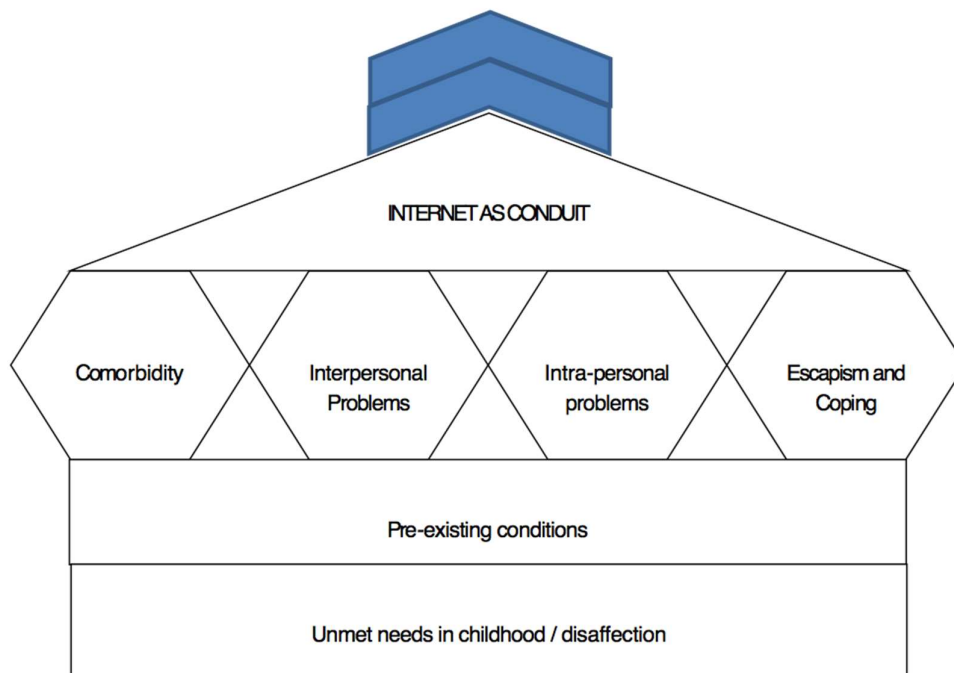 INTERNET AS CONDUIT
Comorbidity
Interpersonal
Problems
Intra-personal
problems
Escapism and
Coping
Pre-existing conditions
Unmet needs in childhood / disaffection